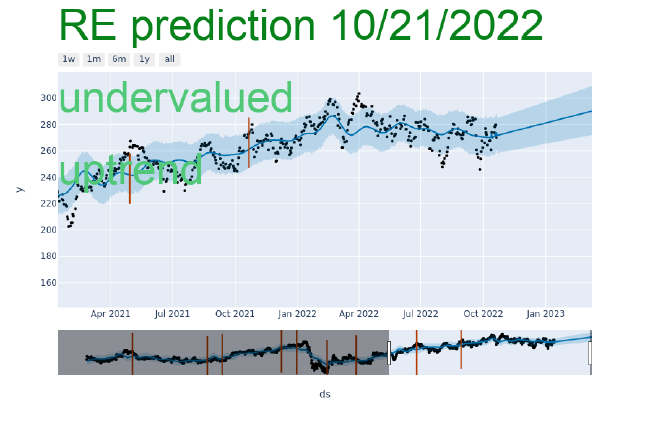 RE prediction 10/21/2022
1w 1m 6m 1y all
undervalued
uptrend
300
280
260
240
220
200
180
160
y
Apr 2021 Jul 2021 Oct 2021 Jan 2022 Apr 2022 Jul 2022 Oct 2022 Jan 2023
ds